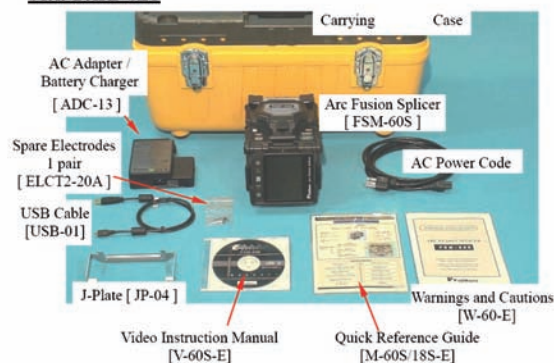 Carrying Case
AC Adapter /
Battery Charger
[ ADC-13 ]
Arc Fusion Splicer
[ FSM-60S ]
Spare Electrodes
1 pair
[ ELCT2-20A ]
AC Power Code
USB Cable
[USB-01]
J-Plate [ JP-04 ]
Warnings and Cautions
[W-60-E]
Video Instruction Manual
[V-60S-E]
Quick Reference Guide
[M-60S/18S-E]